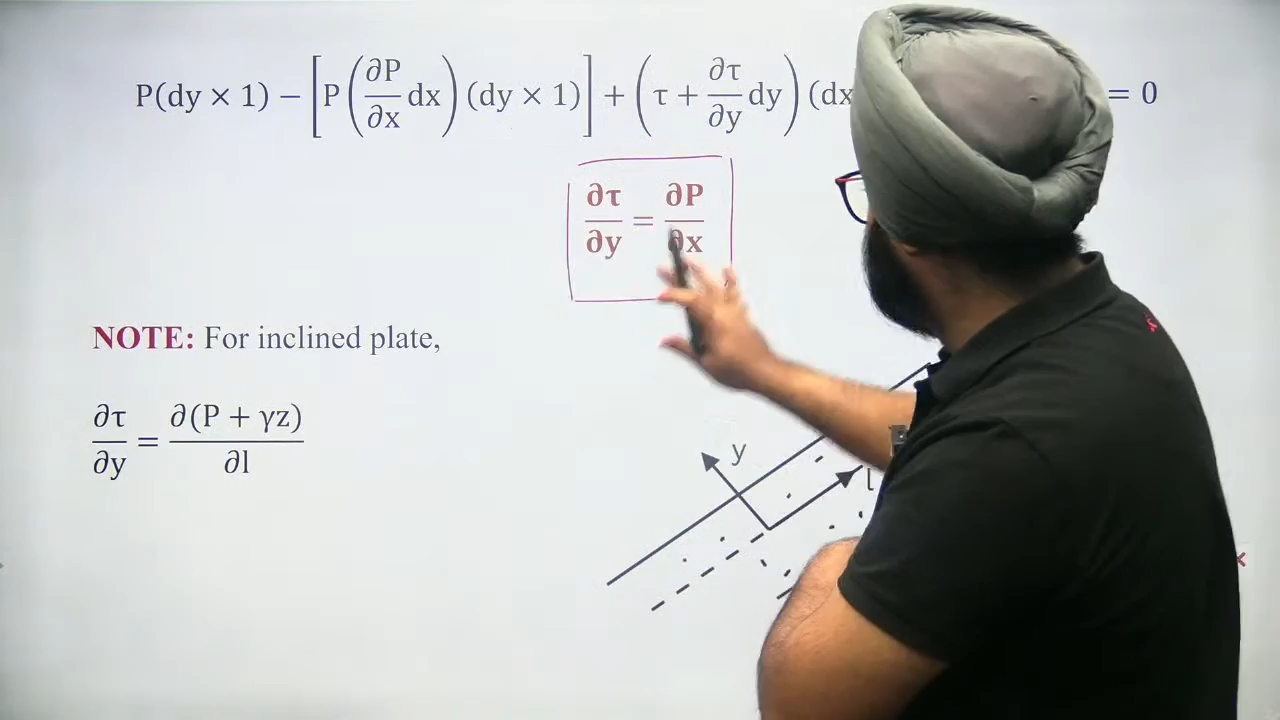 P(dy × 1) − [P(∂P/∂x dx)(dy × 1)] + (τ + ∂τ/∂y dy)(dx = 0
∂τ/∂y = ∂P/∂x
NOTE: For inclined plate,
∂τ/∂y = ∂(P + γz)/∂l
y
l